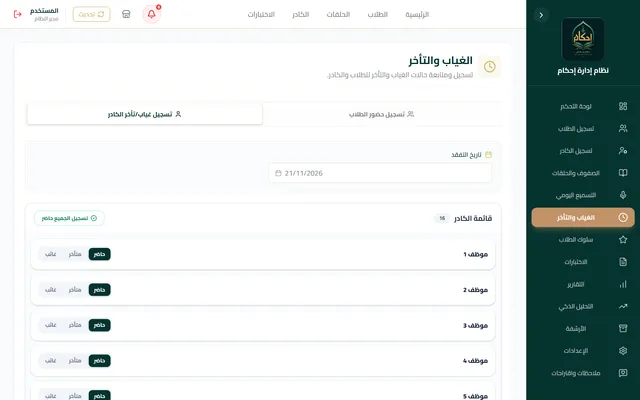 إحكام
نظام إدارة إحكام
لوحة التحكم
تسجيل الطلاب
تسجيل الكادر
الصفوف والحلقات
التسميع اليومي
الغياب والتأخر
سلوك الطلاب
الاختبارات
التقارير
التحليل الذكي
الأرشفة
الإعدادات
ملاحظات واقتراحات
الرئيسية الطلاب الحلقات الكادر الاختبارات
تحديث
المستخدم
مدير النظام
الغياب والتأخر
تسجيل ومتابعة حالات الغياب والتأخر للطلاب والكادر.
تسجيل حضور الطلاب
تسجيل غياب/تأخر الكادر
تاريخ التفقد
21/11/2026
قائمة الكادر 16
تسجيل الجميع حاضر
موظف 1 حاضر متأخر غائب
موظف 2 حاضر متأخر غائب
موظف 3 حاضر متأخر غائب
موظف 4 حاضر متأخر غائب
موظف 5 حاضر متأخر غائب